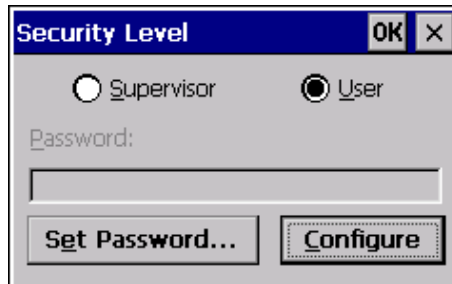 Security Level OK ×
Supervisor User
Password:
Set Password... Configure